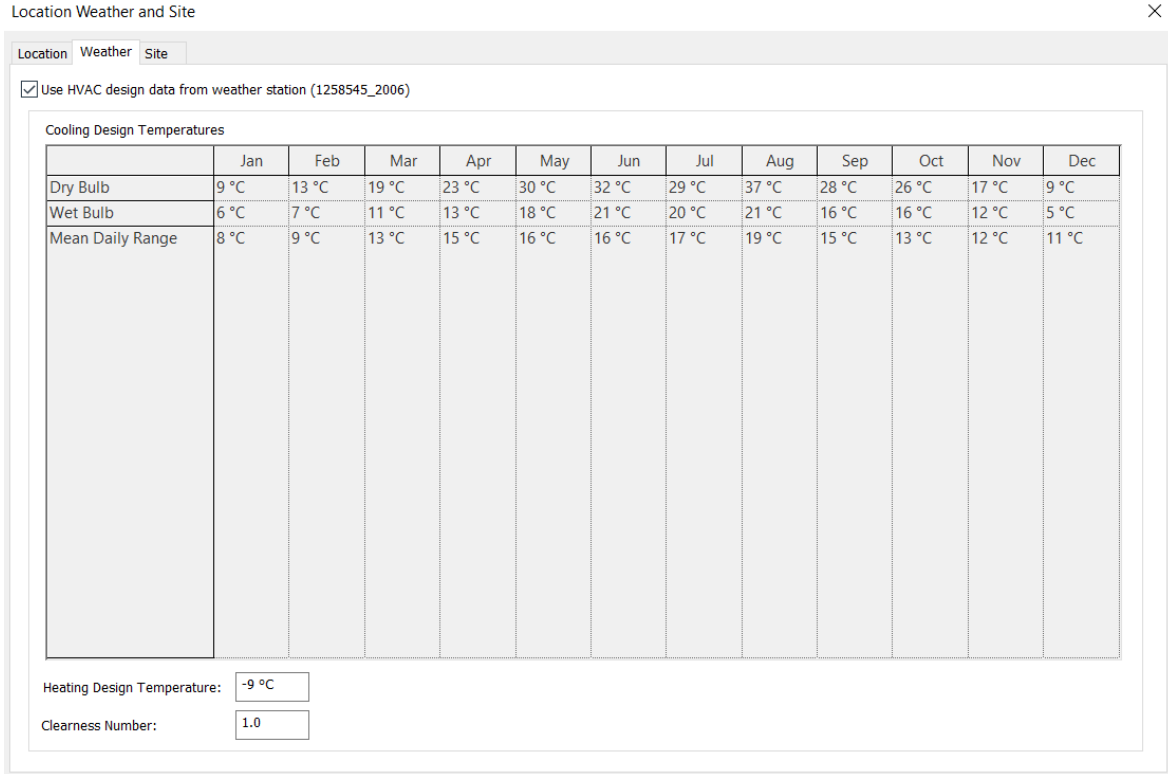 Location Weather and Site
Location Weather Site
Use HVAC design data from weather station (1258545_2006)
Cooling Design Temperatures
Jan Feb Mar Apr May Jun Jul Aug Sep Oct Nov Dec
Dry Bulb 9 °C 13 °C 19 °C 23 °C 30 °C 32 °C 29 °C 37 °C 28 °C 26 °C 17 °C 9 °C
Wet Bulb 6 °C 7 °C 11 °C 13 °C 18 °C 21 °C 20 °C 21 °C 16 °C 16 °C 12 °C 5 °C
Mean Daily Range 8 °C 9 °C 13 °C 15 °C 16 °C 16 °C 17 °C 19 °C 15 °C 13 °C 12 °C 11 °C
Heating Design Temperature: -9 °C
Clearness Number: 1.0